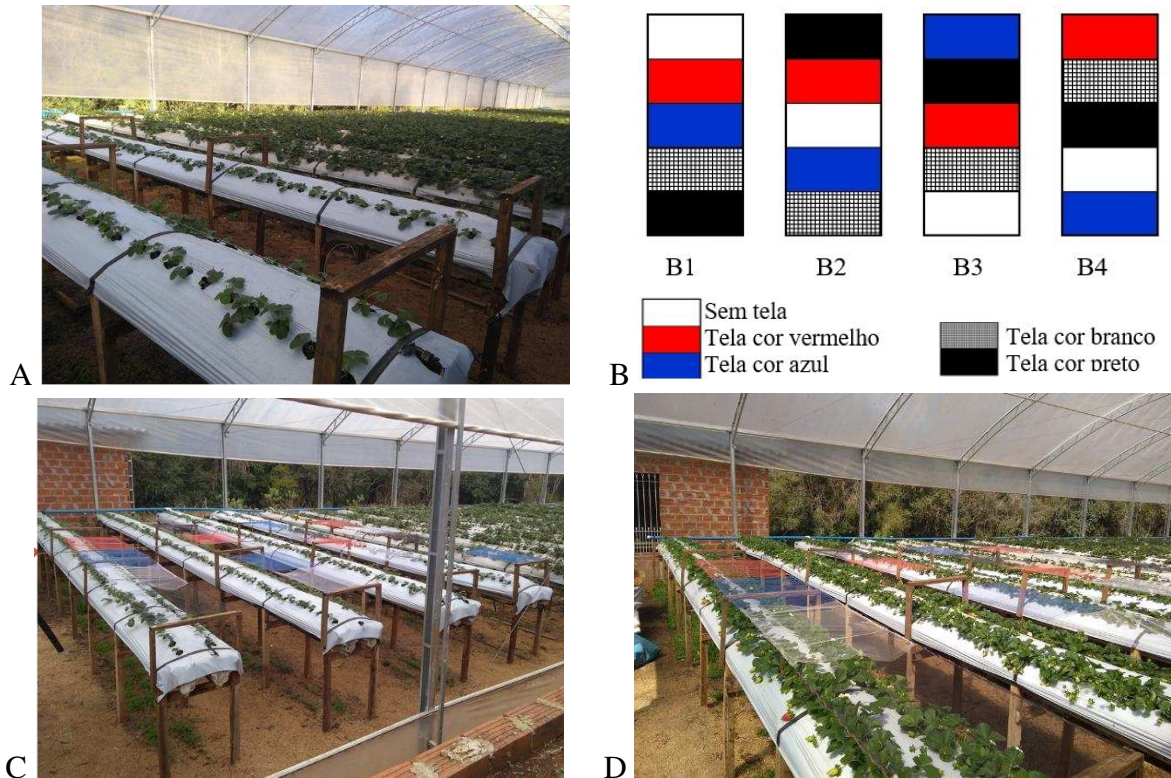 A
B
B1 B2 B3 B4
Sem tela
Tela cor vermelho
Tela cor azul
Tela cor branco
Tela cor preto
C
D